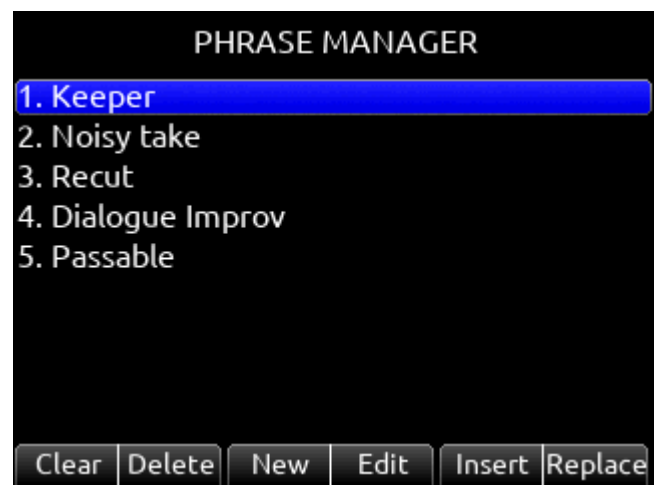 PHRASE MANAGER
1. Keeper
2. Noisy take
3. Recut
4. Dialogue Improv
5. Passable
Clear Delete New Edit Insert Replace